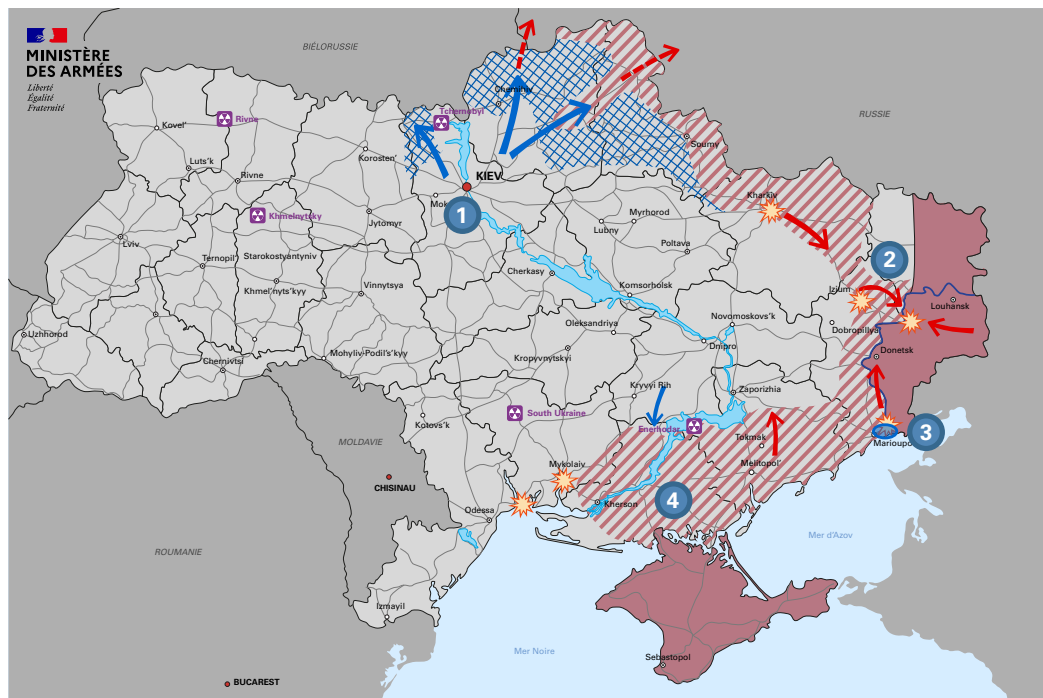 MINISTÈRE
DES ARMÉES
Liberté
Égalité
Fraternité
BIÉLORUSSIE
RUSSIE
Chernihiv
Tchernobyl
Rivne
Kovel'
Soumy
Korosten'
Luts'k
Rivne
KIEV
Kharkiv
1
Khmelnytsky
Jytomyr
Myrhorod
Lubny
Lviv
Poltava
Ternopil'
Starokostyantyniv
2
Cherkasy
Khmel'nyts'kyy
Vinnytsya
Komsorholsk
Izium
Louhansk
Uzhhorod
Oleksandriya
Novomoskovs'k
Dobropillya
Chernivtsi
Mohyliv-Podil's'kyy
Dnipro
Kropyvnytskyi
Donetsk
Kryvyi Rih
Zaporizhia
Kotovs'k
South Ukraine
Enerhodar
3
MOLDAVIE
Tokmak
Marioupo
Mykolaiv
Melitopol'
CHISINAU
4
Kherson
Odessa
Mer d'Azov
ROUMANIE
Izmayil
Mer Noire
Sebastopol
BUCAREST